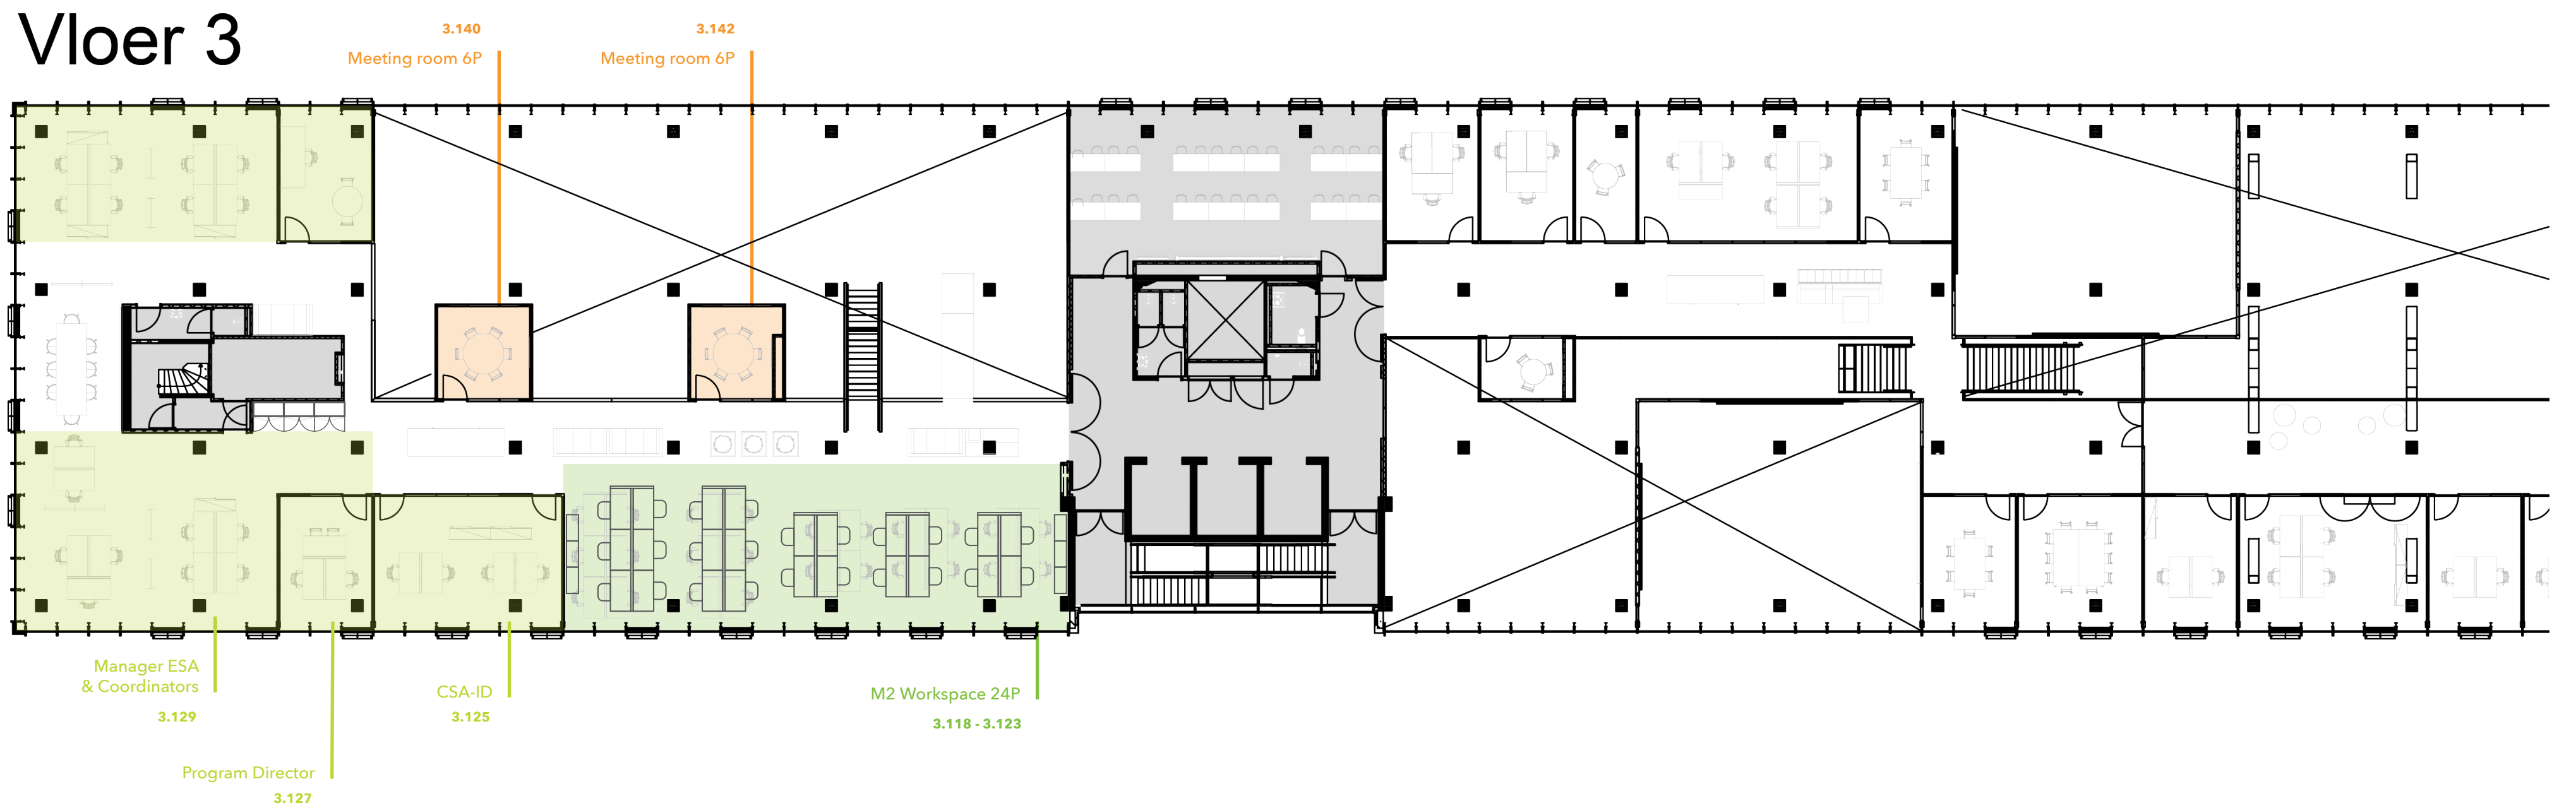 Vloer 3
3.140
Meeting room 6P
3.142
Meeting room 6P
Manager ESA
& Coordinators
3.129
CSA-ID
3.125
M2 Workspace 24P
3.118 - 3.123
Program Director
3.127